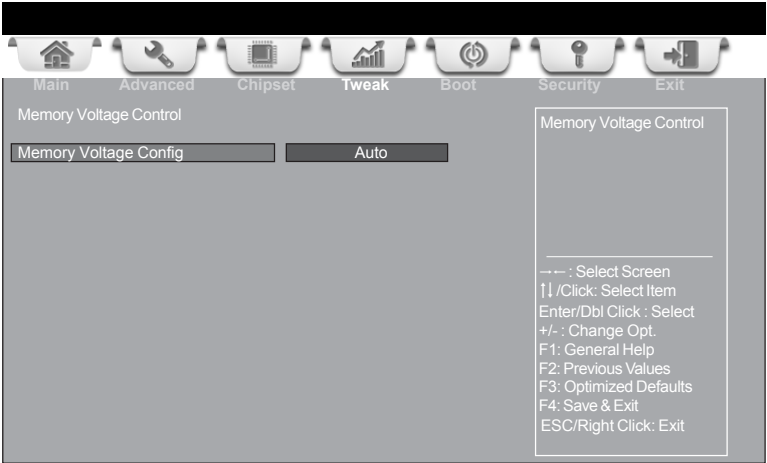 Main Advanced Chipset Tweak Boot Security Exit
Memory Voltage Control
Memory Voltage Config Auto
Memory Voltage Control
→←: Select Screen
↑↓/Click: Select Item
Enter/Dbl Click : Select
+/- : Change Opt.
F1: General Help
F2: Previous Values
F3: Optimized Defaults
F4: Save & Exit
ESC/Right Click: Exit